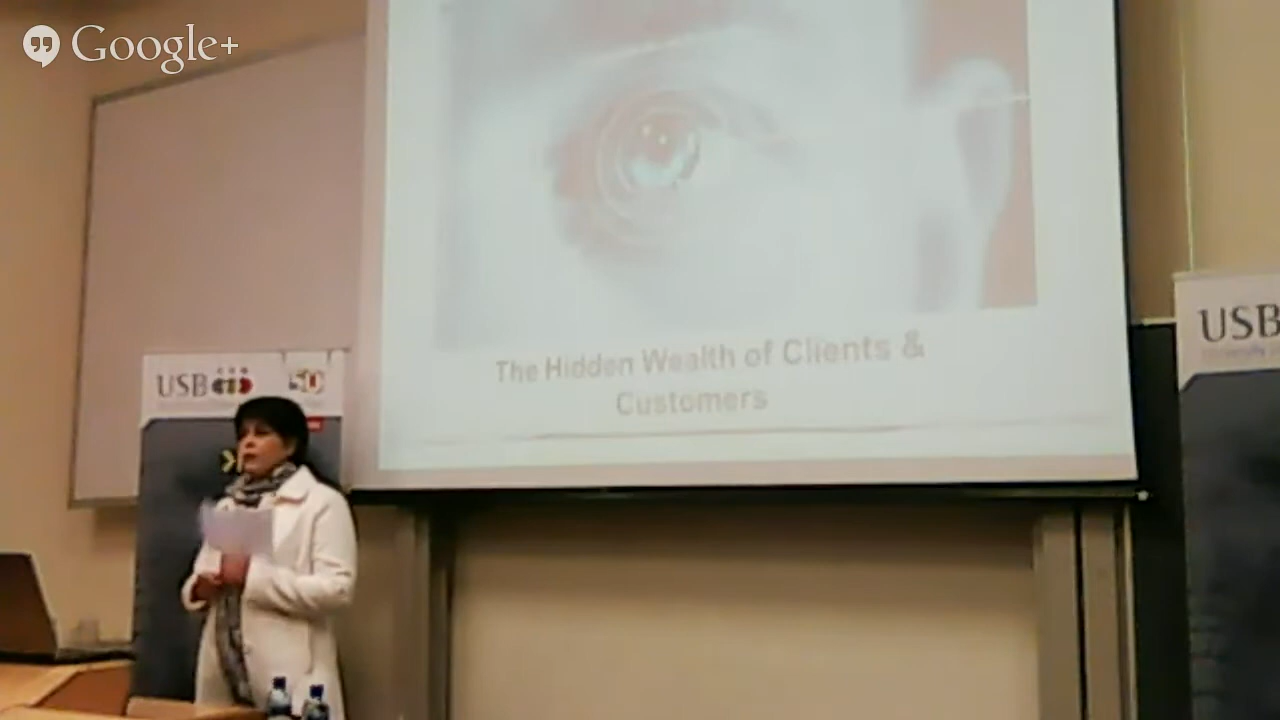 Google+
The Hidden Wealth of Clients &
Customers
USB
50
USB